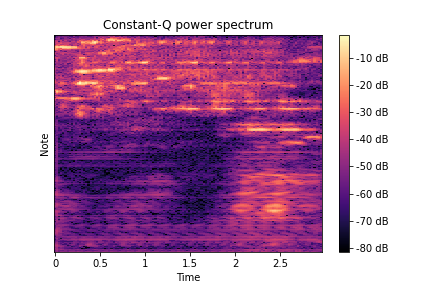 Constant-Q power spectrum
Note
-10 dB
-20 dB
-30 dB
-40 dB
-50 dB
-60 dB
-70 dB
-80 dB
0 0.5 1 1.5 2 2.5
Time